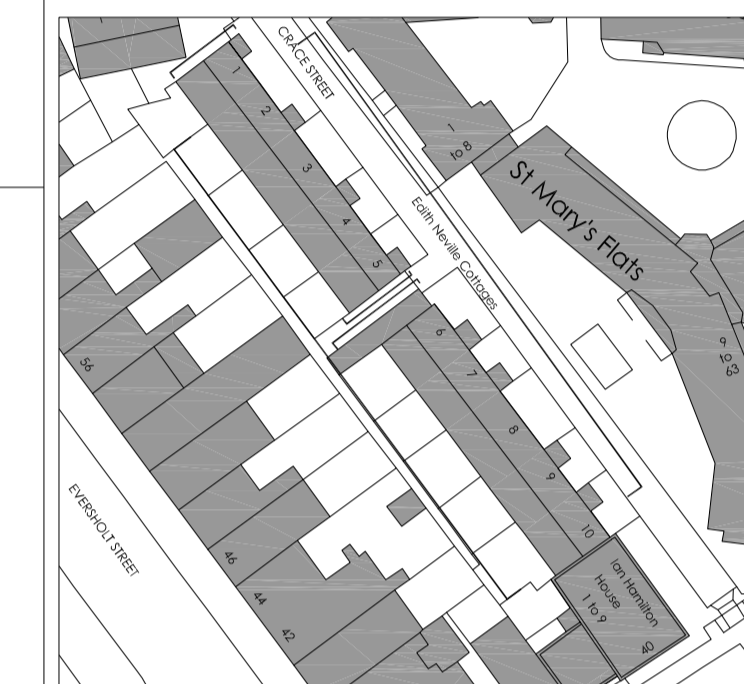 CRACE STREET
1
2
3
4
5
1
to 8
St Mary's Flats
Edith Neville Cottages
6
7
8
9
10
9
to 63
56
EVERSHOLT STREET
46
44
42
Ian Hamilton
House
1 to 9
40